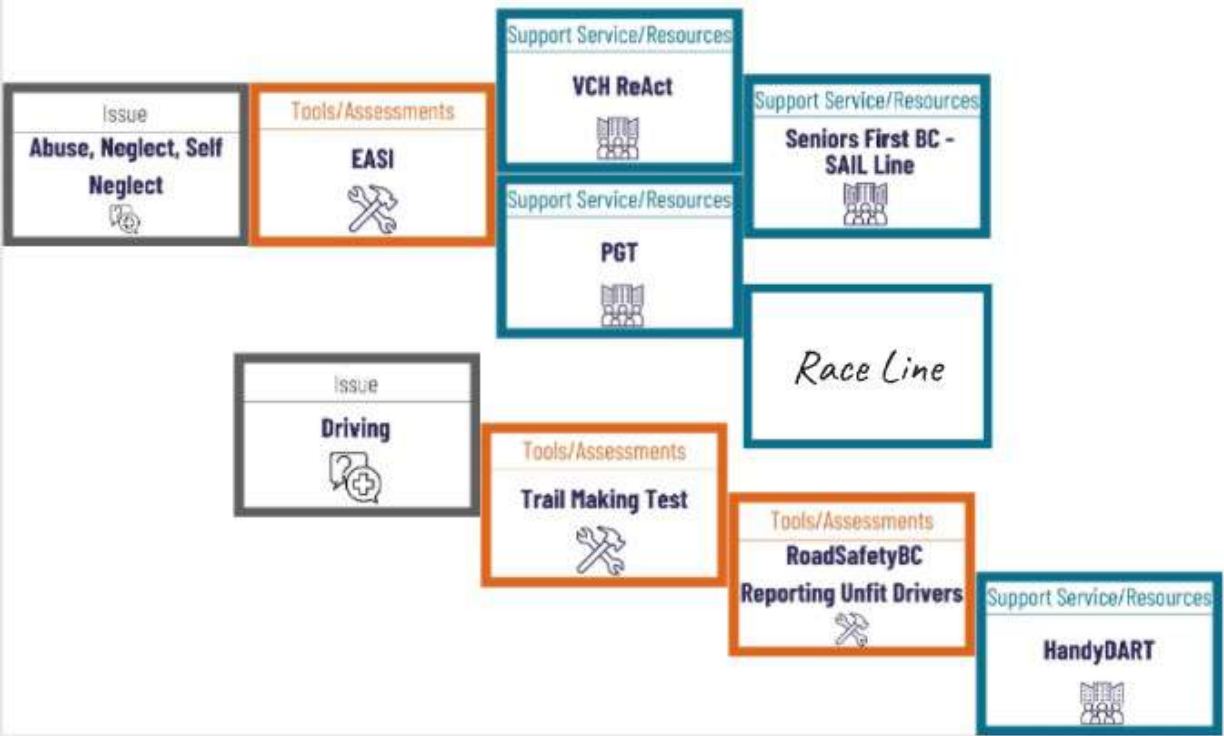 Issue
Abuse, Neglect, Self
Neglect
Tools/Assessments
EASI
Support Service/Resources
VCH ReAct
Support Service/Resources
PGT
Support Service/Resources
Seniors First BC -
SAIL Line
Race Line
Issue
Driving
Tools/Assessments
Trail Making Test
Tools/Assessments
RoadSafetyBC
Reporting Unfit Drivers
Support Service/Resources
HandyDART